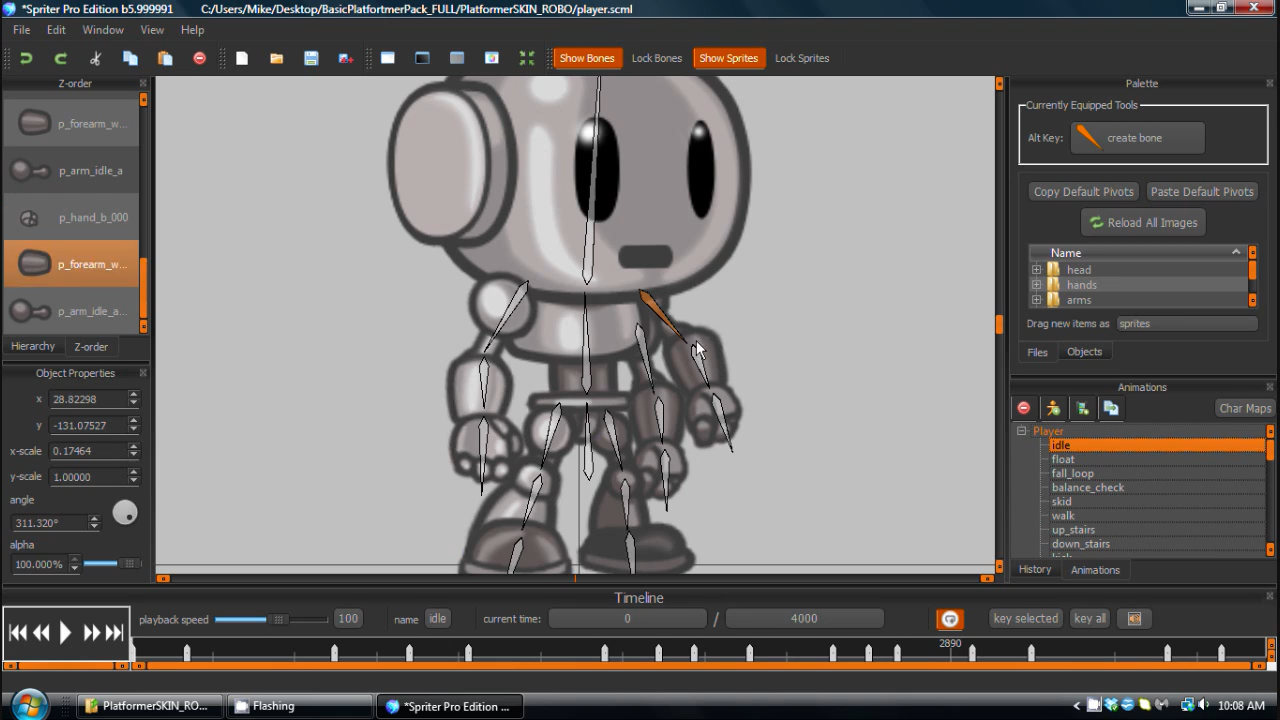 *Spriter Pro Edition b5.999991 C:/Users/Mike/Desktop/BasicPlatfortmerPack_FULL/PlatformerSKIN_ROBO/player.scml
File Edit Window View Help
Show Bones Lock Bones Show Sprites Lock Sprites
Z-order
p_forearm_w...
p_arm_idle_a
p_hand_b_000
p_forearm_w...
p_arm_idle_a...
Hierarchy Z-order
Object Properties
x 28.82298
y -131.07527
x-scale 0.17464
y-scale 1.00000
angle
311.320°
alpha
100.000%
Palette
Currently Equipped Tools
Alt Key: create bone
Copy Default Pivots Paste Default Pivots
Reload All Images
Name
head
hands
arms
Drag new items as sprites
Files Objects
Animations
Char Maps
Player
idle
float
fall_loop
balance_check
skid
walk
up_stairs
down_stairs
History Animations
Timeline
playback speed 100 name idle current time: 0 / 4000 key selected key all
2890
PlatformerSKIN_RO... Flashing *Spriter Pro Edition ... 10:08 AM